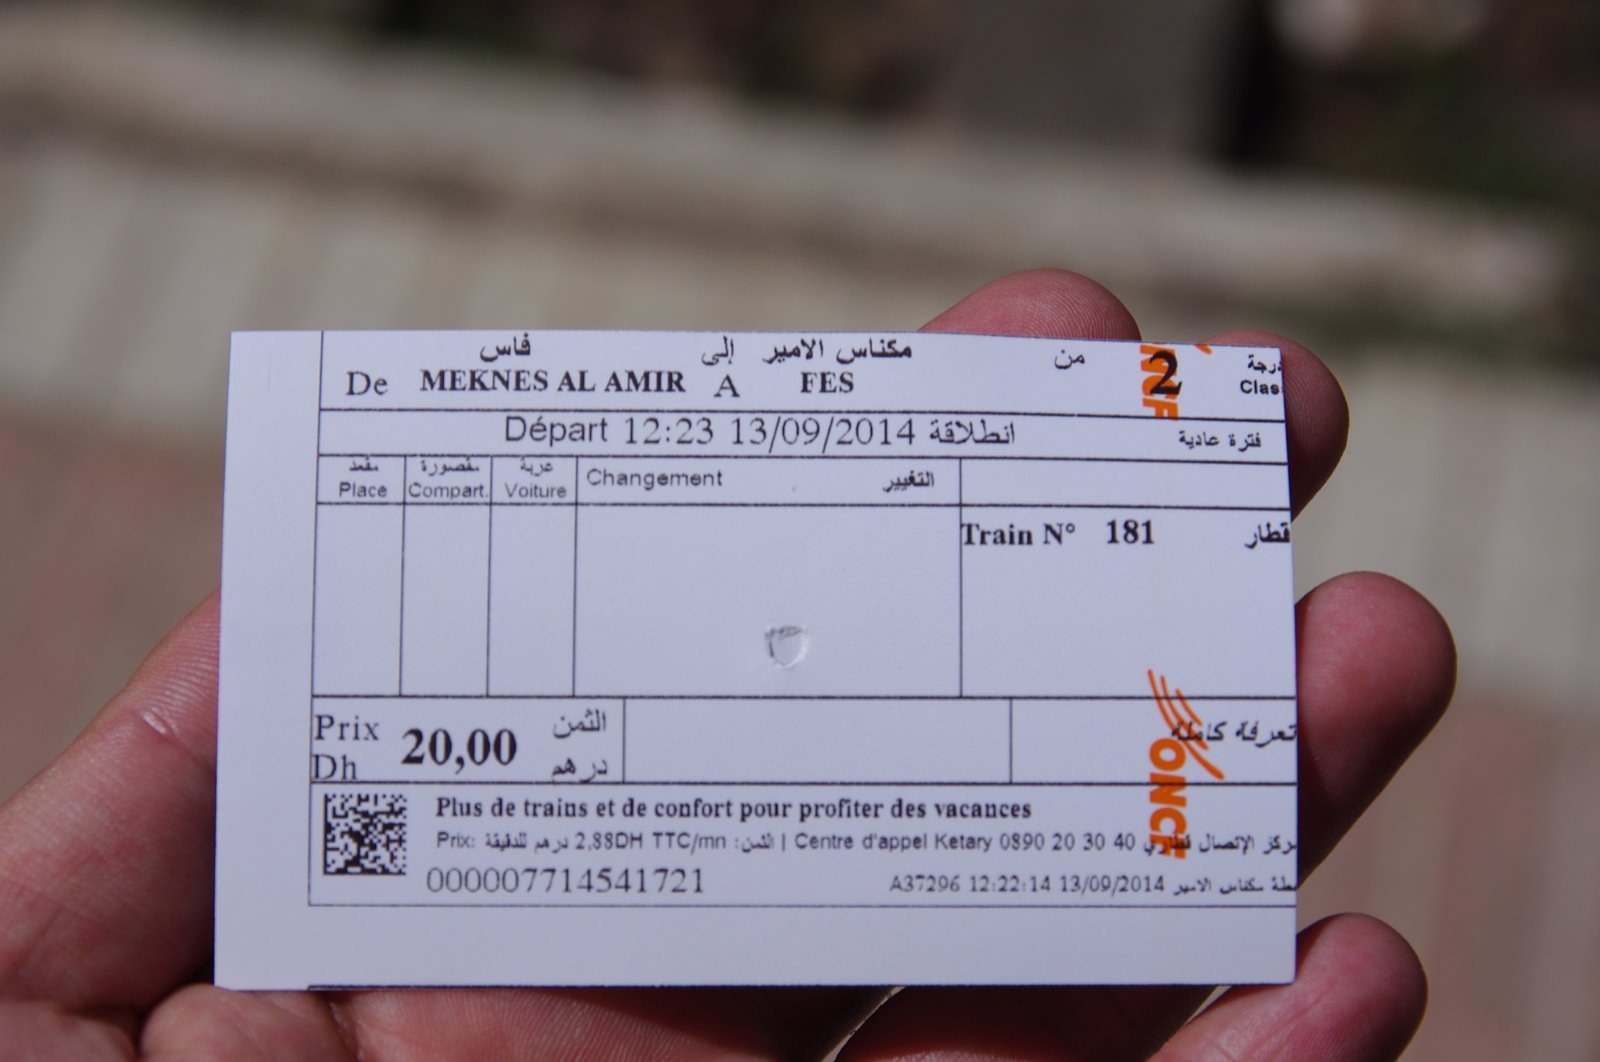 فاس إلى مكناس الامير من درجة
De MEKNES AL AMIR A FES 2 Clas
Départ 12:23 13/09/2014 انطلاقة فترة عادية
مقعد مقصورة عربة
Place Compart. Voiture Changement التغيير
Train N° 181 قطار
Prix 20,00 الثمن
Dh درهم
تعرفة كاملة
ONCF
ONCF
Plus de trains et de confort pour profiter des vacances
Prix: 2,88DH TTC/mn درهم للدقيقة :الثمن | Centre d'appel Ketary 0890 20 30 40 مركز الإتصال قطاري
000007714541721
A37296 12:22:14 13/09/2014 مكناس الامير